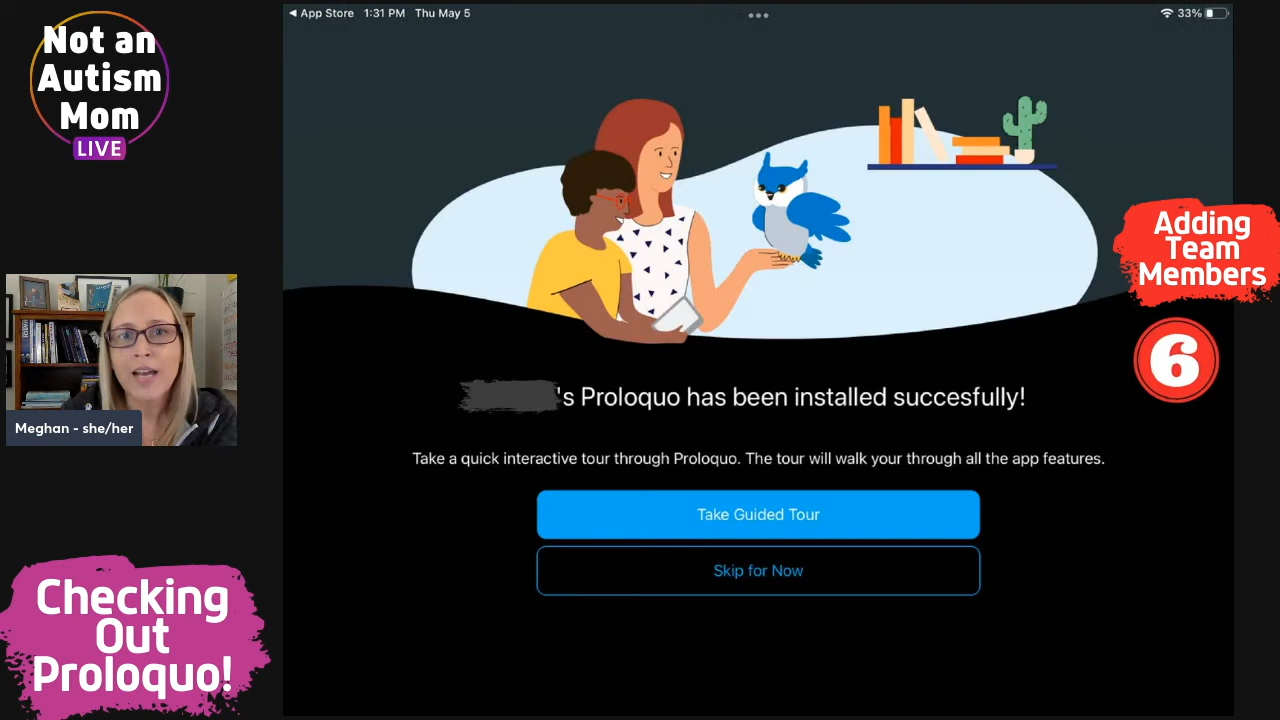 Not an
Autism
Mom
LIVE
App Store 1:31 PM Thu May 5
33%
Adding
Team
Members
6
's Proloquo has been installed succesfully!
Take a quick interactive tour through Proloquo. The tour will walk your through all the app features.
Take Guided Tour
Skip for Now
Meghan - she/her
Checking
Out
Proloquo!